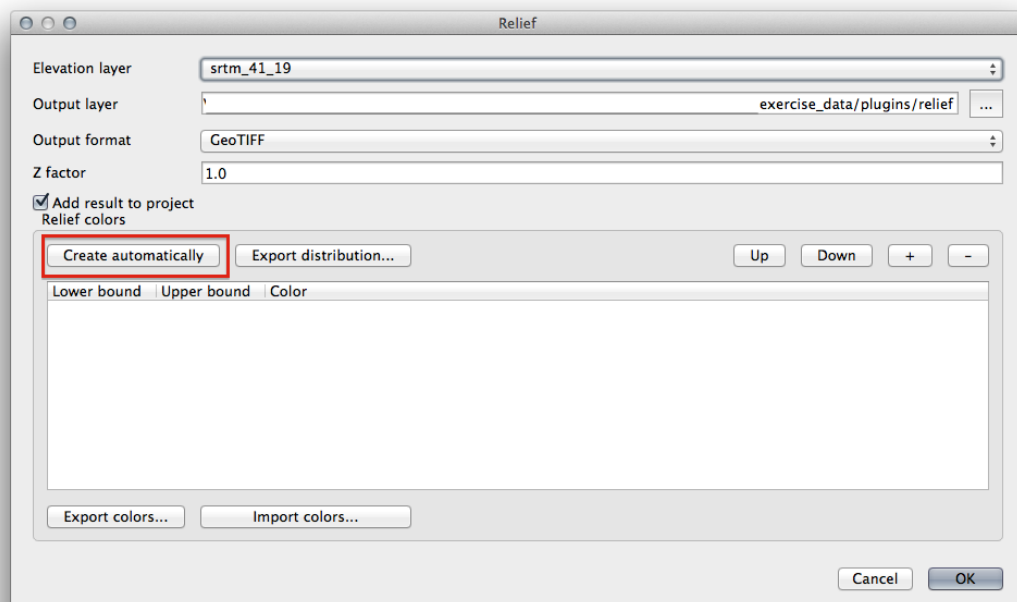 Relief
Elevation layer srtm_41_19
Output layer exercise_data/plugins/relief ...
Output format GeoTIFF
Z factor 1.0
Add result to project
Relief colors
Create automatically Export distribution... Up Down + -
Lower bound Upper bound Color
Export colors... Import colors...
Cancel OK